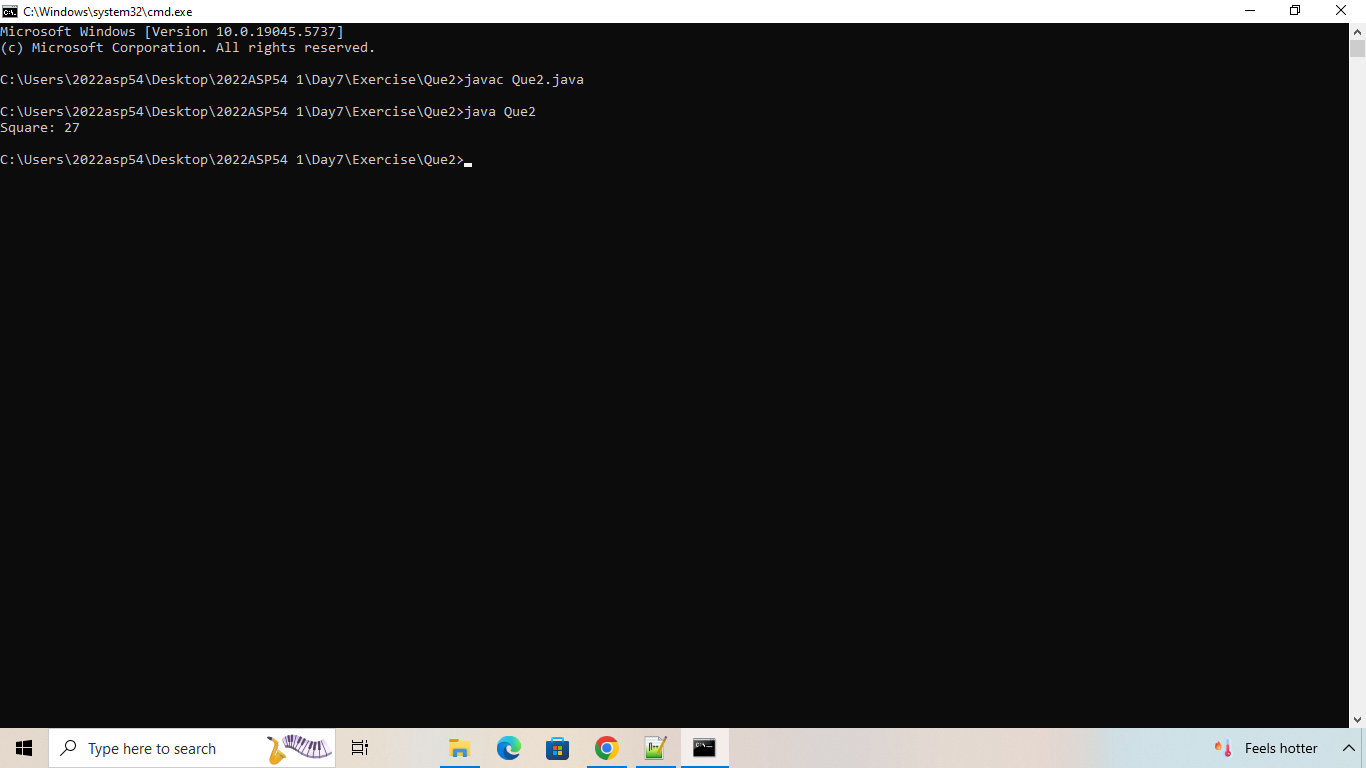 C:\Windows\system32\cmd.exe
Microsoft Windows [Version 10.0.19045.5737]
(c) Microsoft Corporation. All rights reserved.
C:\Users\2022asp54\Desktop\2022ASP54 1\Day7\Exercise\Que2>javac Que2.java
C:\Users\2022asp54\Desktop\2022ASP54 1\Day7\Exercise\Que2>java Que2
Square: 27
C:\Users\2022asp54\Desktop\2022ASP54 1\Day7\Exercise\Que2>
Type here to search
Feels hotter